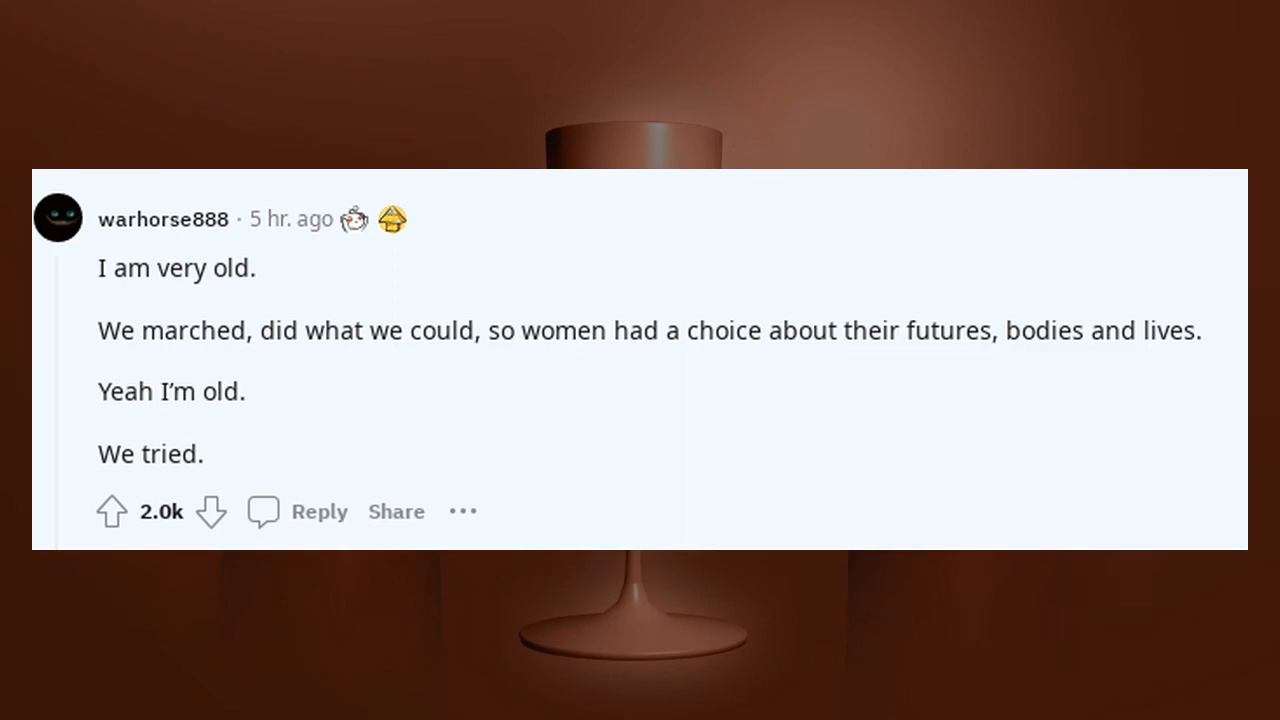 warhorse888 · 5 hr. ago
I am very old.
We marched, did what we could, so women had a choice about their futures, bodies and lives.
Yeah I’m old.
We tried.
2.0k Reply Share ···